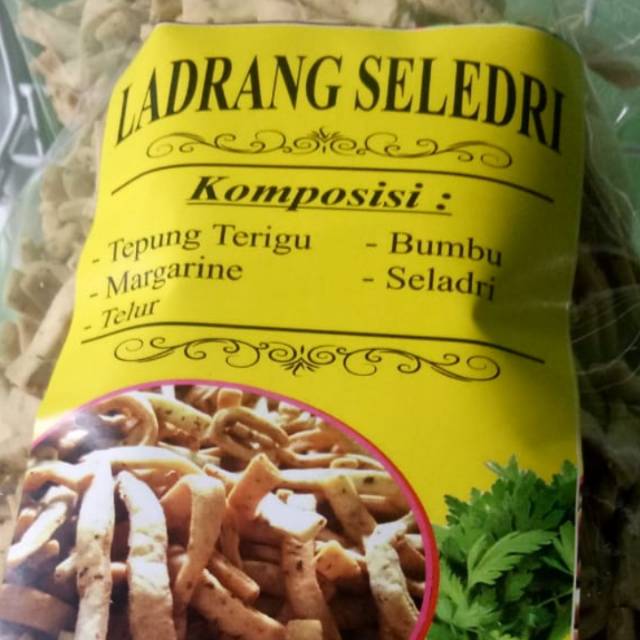 LADRANG SELEDRI
Komposisi :
- Tepung Terigu
- Margarine
- Telur
- Bumbu
- Seladri